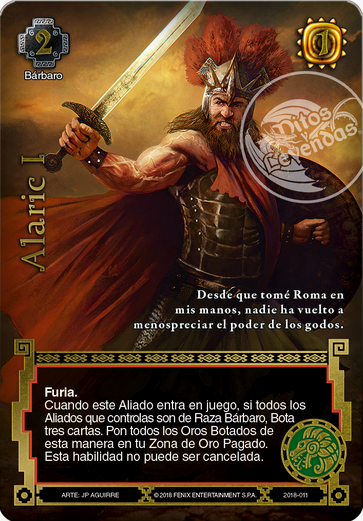 2
1
Bárbaro
mitos
y
leyendas
Alaric I
Desde que tomé Roma en
mis manos, nadie ha vuelto a
menospreciar el poder de los godos.
Furia.
Cuando este Aliado entra en juego, si todos los
Aliados que controlas son de Raza Bárbaro, Bota
tres cartas. Pon todos los Oros Botados de
esta manera en tu Zona de Oro Pagado.
Esta habilidad no puede ser cancelada.
ARTE: JP AGUIRRE
©2018 FENIX ENTERTAINMENT S.P.A.
2018-011